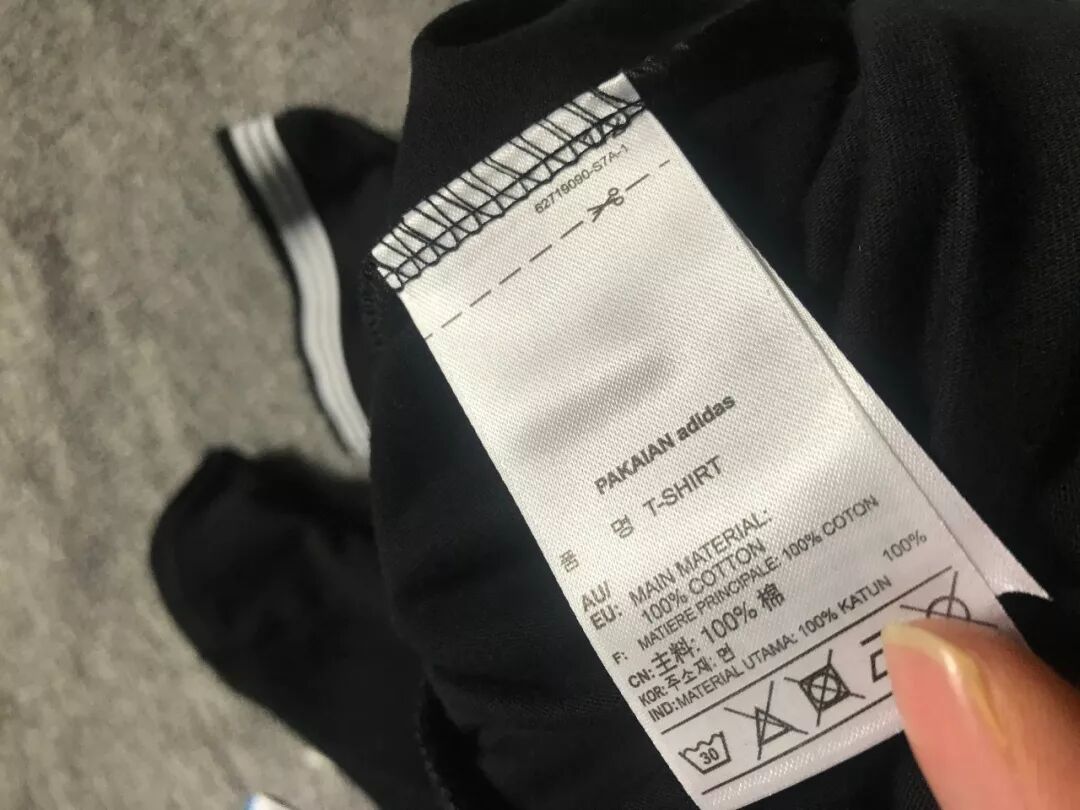 62719090-S7A-1
PAKAIAN adidas
품 명 T-SHIRT
AU/
EU: MAIN MATERIAL:
100% COTTON
F: MATIERE PRINCIPALE: 100% COTON
CN: 主料: 100% 棉
KOR: 주소재: 면 100%
IND: MATERIAL UTAMA: 100% KATUN
30